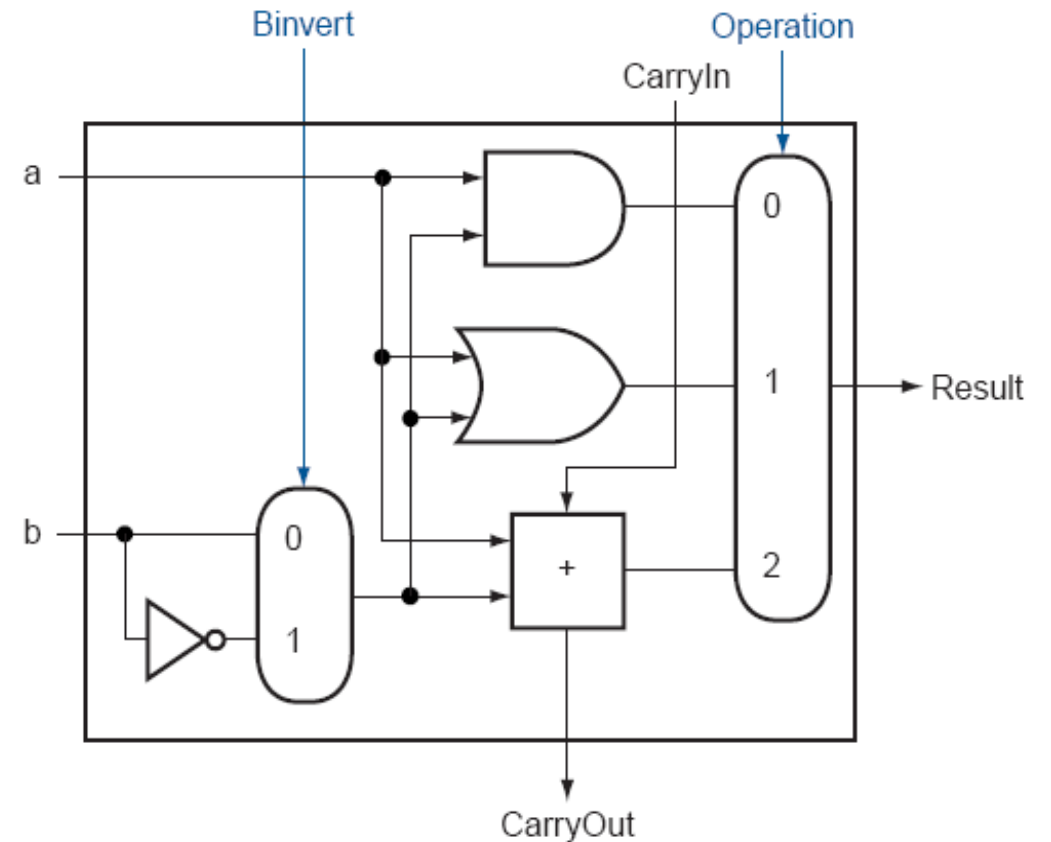 Binvert
Operation
CarryIn
a
0
1
Result
b
0
+
2
1
CarryOut